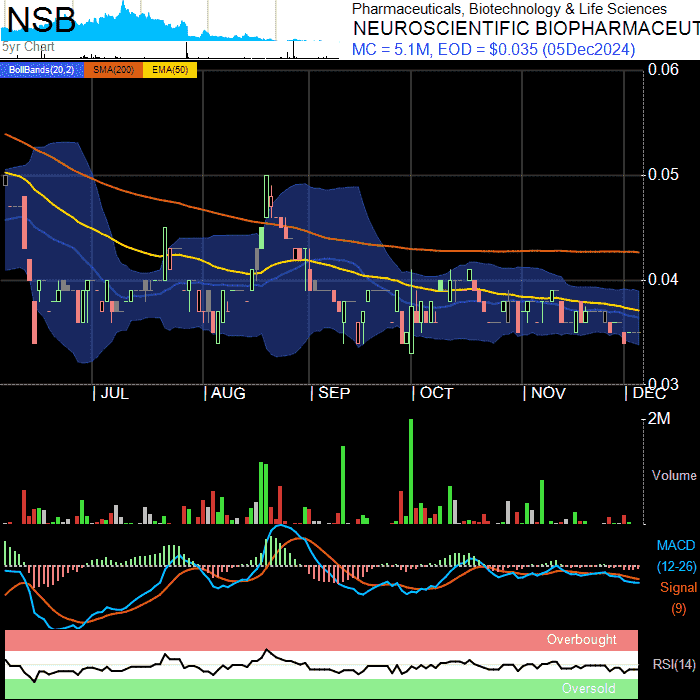 NSB
5yr Chart
Pharmaceuticals, Biotechnology & Life Sciences
NEUROSCIENTIFIC BIOPHARMACEUT
MC = 5.1M, EOD = $0.035 (05Dec2024)
BollBands(20,2) SMA(200) EMA(50)
0.06
0.05
0.04
0.03
| JUL | AUG | SEP | OCT | NOV | DEC
2M
Volume
MACD
(12-26)
Signal
(9)
Overbought
RSI(14)
Oversold